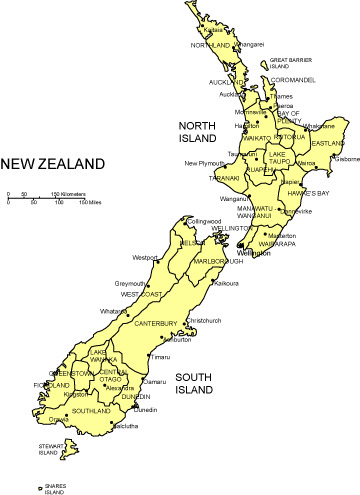 Kaitaia
NORTHLAND
Whangarei
GREAT BARRIER
ISLAND
AUCKLAND
COROMANDEL
Auckland
Thames
Paeroa
Morrinsville
BAY OF
PLENTY
NORTH
ISLAND
Hamilton
Whakatane
WAIKATO
ROTORUA
EASTLAND
NEW ZEALAND
LAKE
TAUPO
New Plymouth
RUAPEHU
Wairoa
Gisborne
TARANAKI
Napier
0 50 100 150 Kilometers
0 50 100 150 Miles
Wanganui
HAWKE'S BAY
MANAWATU
WANGANUI
Dannevirke
Collingwood
WELLINGTON
Masterton
WAIRARAPA
NELSON
Wellington
Westport
MARLBOROUGH
Greymouth
Kaikoura
WEST COAST
Whataroa
CANTERBURY
Christchurch
Ashburton
LAKE
WANAKA
Timaru
QUEENSTOWN
CENTRAL
OTAGO
SOUTH
ISLAND
FIORDLAND
Oamaru
Alexandra
Kingston
DUNEDIN
SOUTHLAND
Dunedin
Balclutha
STEWART
ISLAND
SNARES
ISLAND